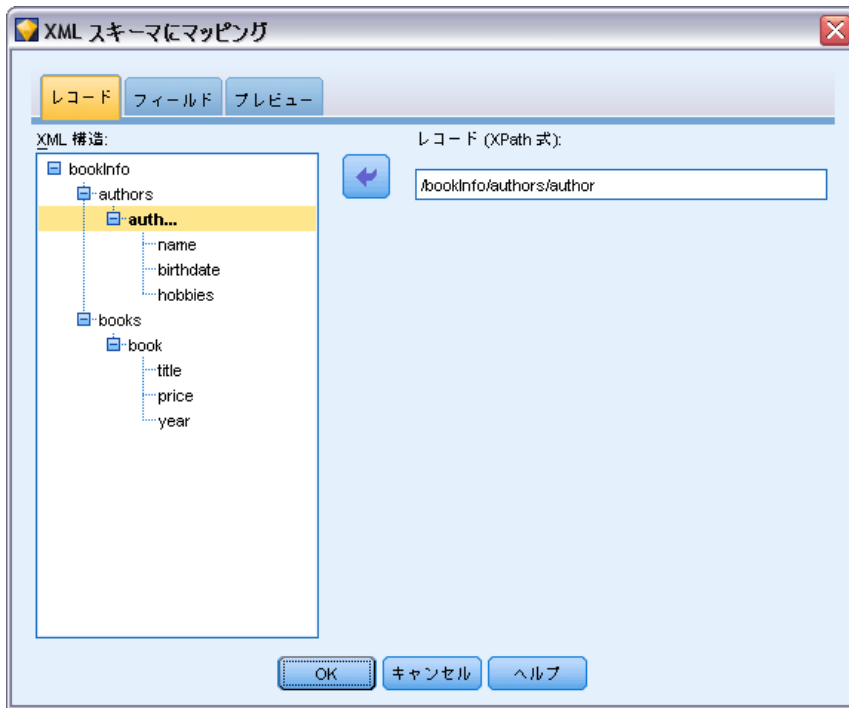 XML スキーマにマッピング
レコード フィールド プレビュー
XML 構造:
bookInfo
authors
auth...
name
birthdate
hobbies
books
book
title
price
year
レコード (XPath 式):
/bookInfo/authors/author
OK キャンセル ヘルプ